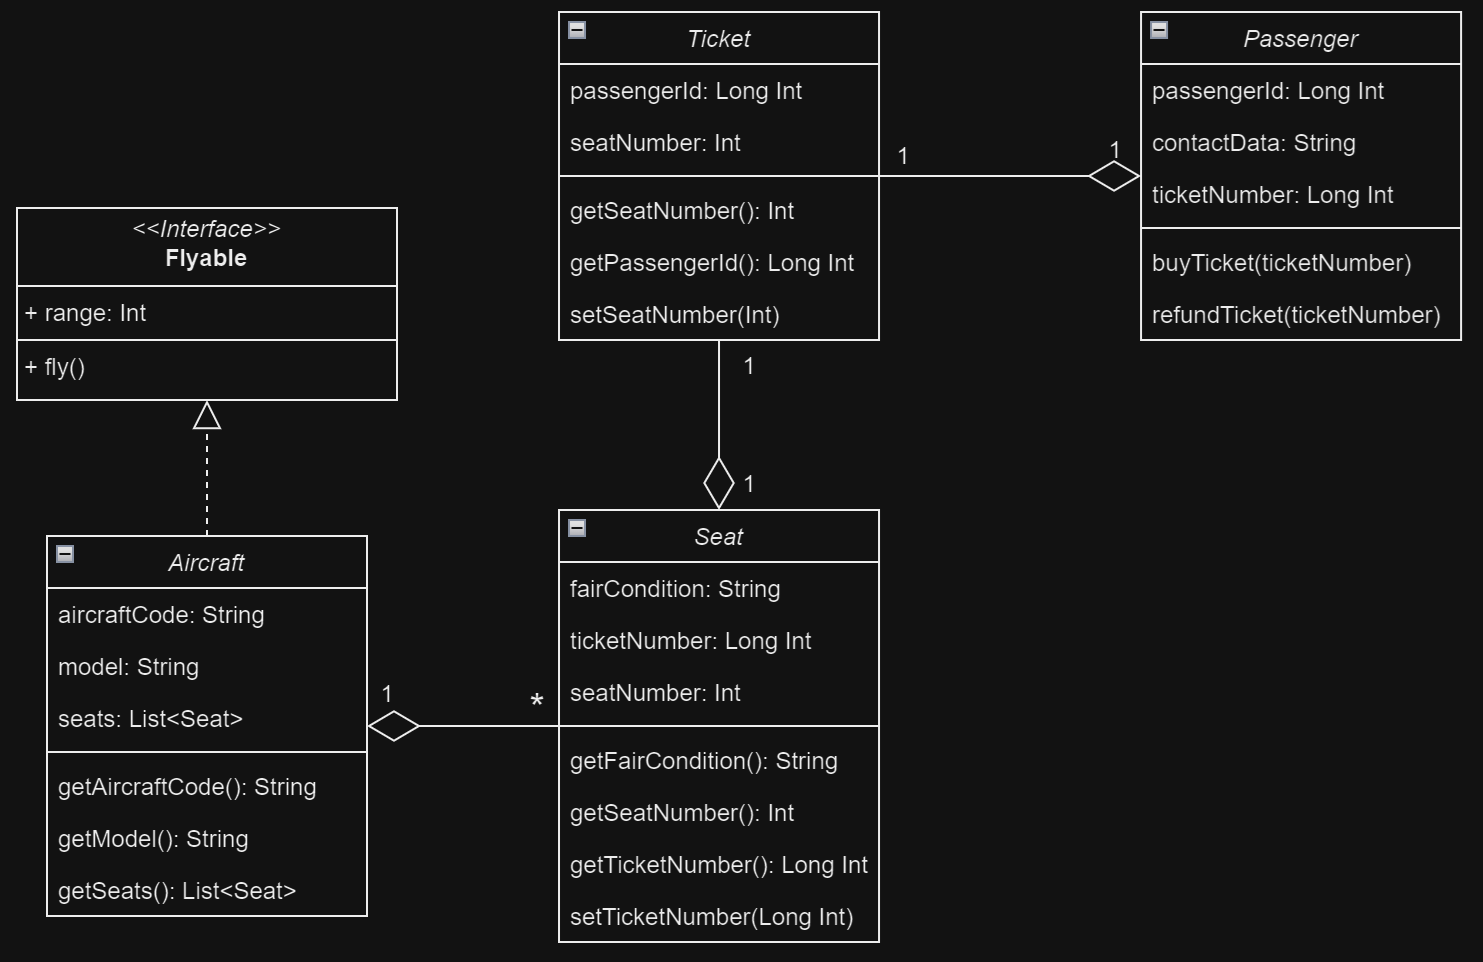 Ticket
passengerId: Long Int
seatNumber: Int
getSeatNumber(): Int
getPassengerId(): Long Int
setSeatNumber(Int)
1
1
Passenger
passengerId: Long Int
contactData: String
ticketNumber: Long Int
buyTicket(ticketNumber)
refundTicket(ticketNumber)
<<Interface>>
Flyable
+ range: Int
+ fly()
1
1
Aircraft
aircraftCode: String
model: String
seats: List<Seat>
getAircraftCode(): String
getModel(): String
getSeats(): List<Seat>
1
*
Seat
fairCondition: String
ticketNumber: Long Int
seatNumber: Int
getFairCondition(): String
getSeatNumber(): Int
getTicketNumber(): Long Int
setTicketNumber(Long Int)